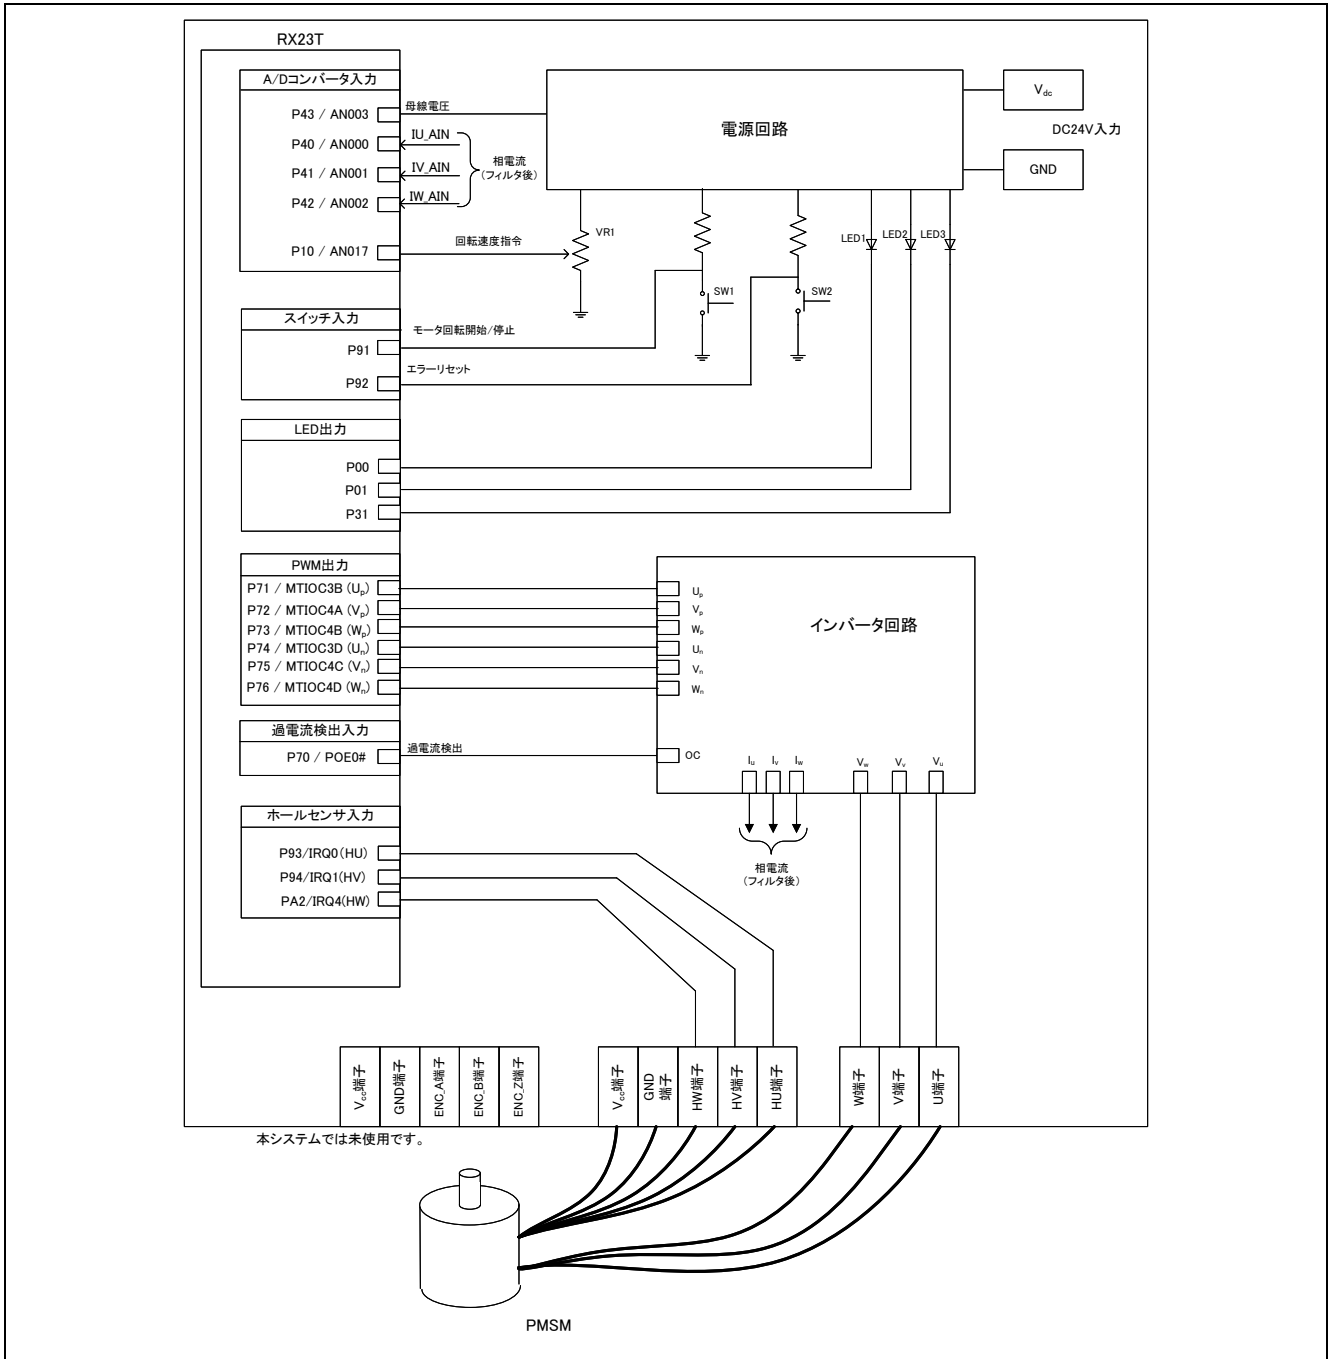 RX23T
A/Dコンバータ入力
P43 / AN003
P40 / AN000
P41 / AN001
P42 / AN002
P10 / AN017
母線電圧
IU_AIN
IV_AIN
IW_AIN
相電流
(フィルタ後)
回転速度指令
電源回路
Vdc
DC24V入力
GND
VR1
SW1
SW2
LED1
LED2
LED3
スイッチ入力
P91
P92
モータ回転開始/停止
エラーリセット
LED出力
P00
P01
P31
PWM出力
P71 / MTIOC3B (Up)
P72 / MTIOC4A (Vp)
P73 / MTIOC4B (Wp)
P74 / MTIOC3D (Un)
P75 / MTIOC4C (Vn)
P76 / MTIOC4D (Wn)
Up
Vp
Wp
Un
Vn
Wn
インバータ回路
過電流検出入力
P70 / POE0#
過電流検出
OC
Iu
Iv
Iw
Vw
Vv
Vu
相電流
(フィルタ後)
ホールセンサ入力
P93/IRQ0(HU)
P94/IRQ1(HV)
PA2/IRQ4(HW)
Vcc端子
GND端子
ENC_A端子
ENC_B端子
ENC_Z端子
Vcc端子
GND
端子
HW端子
HV端子
HU端子
W端子
V端子
U端子
本システムでは未使用です。
PMSM